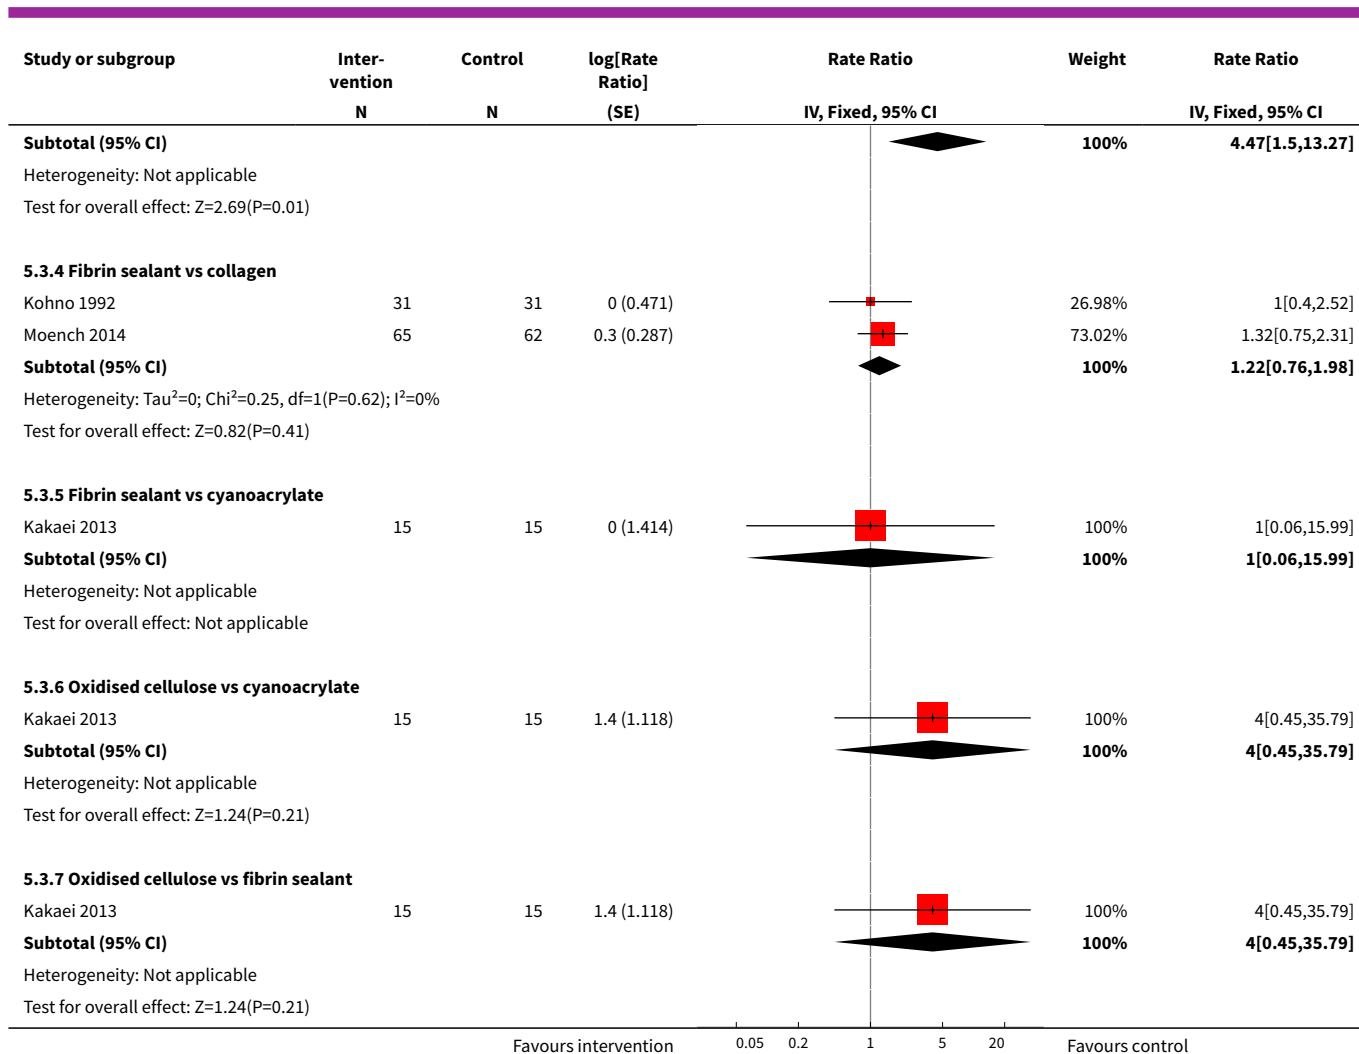 Study or subgroup Inter-vention Control log[Rate Ratio] Rate Ratio Weight Rate Ratio
N N (SE) IV, Fixed, 95% CI IV, Fixed, 95% CI
Subtotal (95% CI) 100% 4.47[1.5,13.27]
Heterogeneity: Not applicable
Test for overall effect: Z=2.69(P=0.01)
5.3.4 Fibrin sealant vs collagen
Kohno 1992 31 31 0 (0.471) 26.98% 1[0.4,2.52]
Moench 2014 65 62 0.3 (0.287) 73.02% 1.32[0.75,2.31]
Subtotal (95% CI) 100% 1.22[0.76,1.98]
Heterogeneity: Tau²=0; Chi²=0.25, df=1(P=0.62); I²=0%
Test for overall effect: Z=0.82(P=0.41)
5.3.5 Fibrin sealant vs cyanoacrylate
Kakaei 2013 15 15 0 (1.414) 100% 1[0.06,15.99]
Subtotal (95% CI) 100% 1[0.06,15.99]
Heterogeneity: Not applicable
Test for overall effect: Not applicable
5.3.6 Oxidised cellulose vs cyanoacrylate
Kakaei 2013 15 15 1.4 (1.118) 100% 4[0.45,35.79]
Subtotal (95% CI) 100% 4[0.45,35.79]
Heterogeneity: Not applicable
Test for overall effect: Z=1.24(P=0.21)
5.3.7 Oxidised cellulose vs fibrin sealant
Kakaei 2013 15 15 1.4 (1.118) 100% 4[0.45,35.79]
Subtotal (95% CI) 100% 4[0.45,35.79]
Heterogeneity: Not applicable
Test for overall effect: Z=1.24(P=0.21)
Favours intervention 0.05 0.2 1 5 20 Favours control